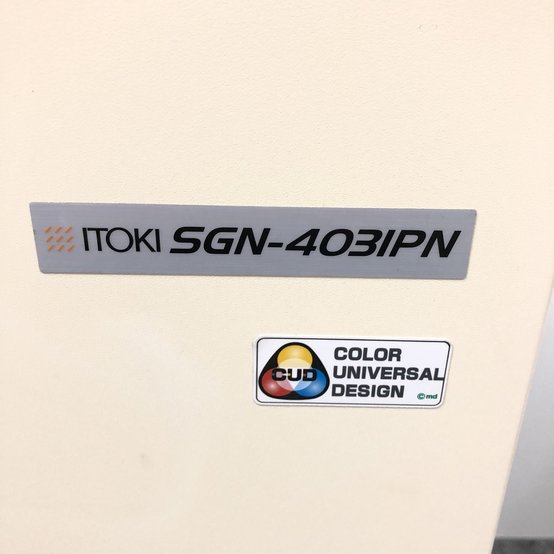 ITOKI SGN-4031PN
CUD
COLOR
UNIVERSAL
DESIGN
©md